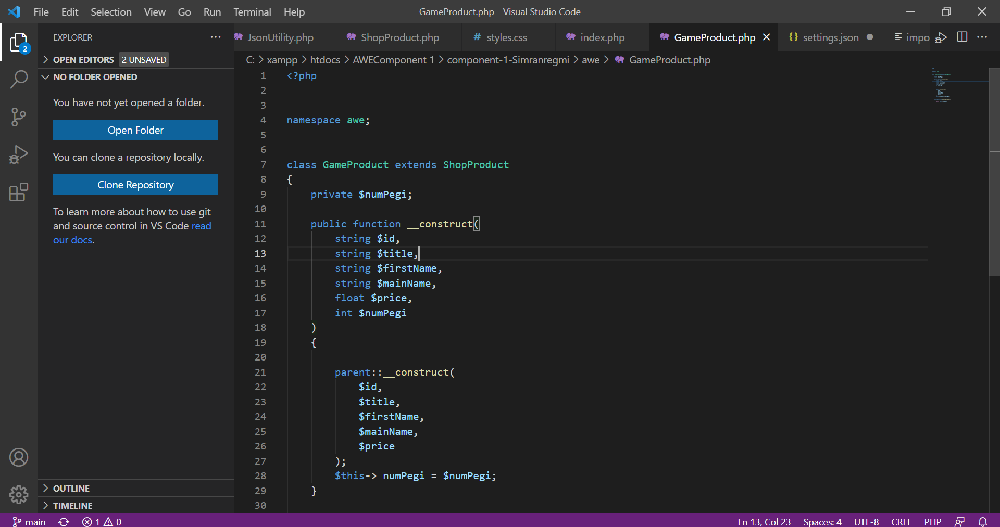 File Edit Selection View Go Run Terminal Help GameProduct.php - Visual Studio Code
EXPLORER
JsonUtility.php ShopProduct.php # styles.css index.php GameProduct.php {} settings.json impo
2
OPEN EDITORS 2 UNSAVED
NO FOLDER OPENED
You have not yet opened a folder.
Open Folder
You can clone a repository locally.
Clone Repository
To learn more about how to use git
and source control in VS Code read
our docs.
OUTLINE
TIMELINE
C: > xampp > htdocs > AWEComponent 1 > component-1-Simranregmi > awe > GameProduct.php
1 <?php
2
3
4 namespace awe;
5
6
7 class GameProduct extends ShopProduct
8 {
9 private $numPegi;
10
11 public function __construct(
12 string $id,
13 string $title,
14 string $firstName,
15 string $mainName,
16 float $price,
17 int $numPegi
18 )
19 {
20
21 parent::__construct(
22 $id,
23 $title,
24 $firstName,
25 $mainName,
26 $price
27 );
28 $this-> numPegi = $numPegi;
29 }
30
main 1 0 Ln 13, Col 23 Spaces: 4 UTF-8 CRLF PHP